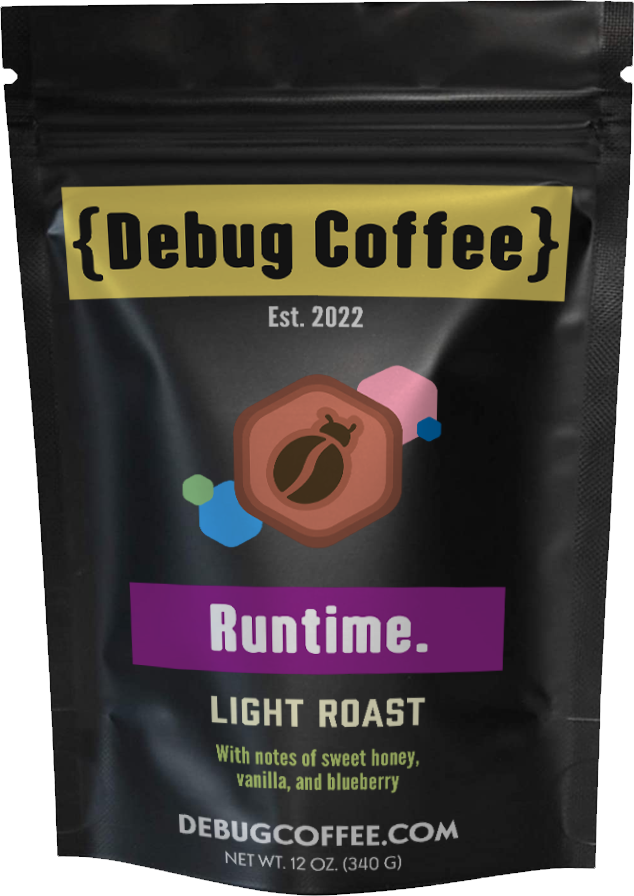 {Debug Coffee}
Est. 2022
Runtime.
LIGHT ROAST
With notes of sweet honey,
vanilla, and blueberry
DEBUGCOFFEE.COM
NET WT. 12 OZ. (340 G)